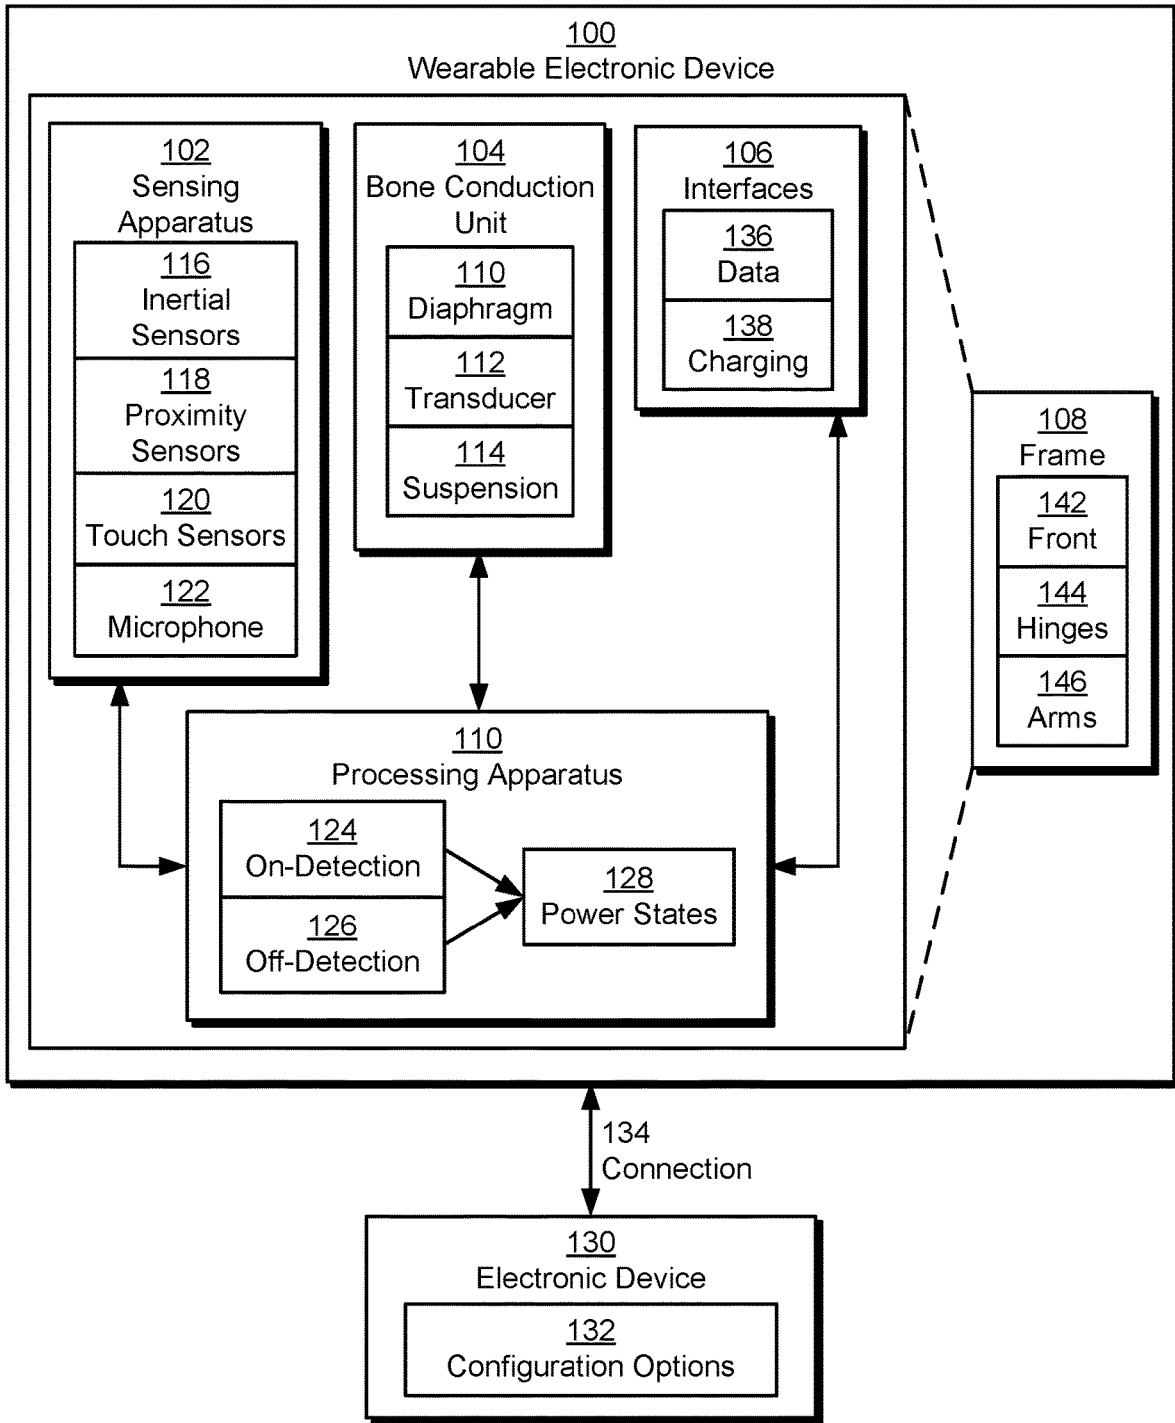 100
Wearable Electronic Device
102
Sensing
Apparatus
116
Inertial
Sensors
118
Proximity
Sensors
120
Touch Sensors
122
Microphone
104
Bone Conduction
Unit
110
Diaphragm
112
Transducer
114
Suspension
106
Interfaces
136
Data
138
Charging
108
Frame
142
Front
144
Hinges
146
Arms
110
Processing Apparatus
124
On-Detection
126
Off-Detection
128
Power States
134
Connection
130
Electronic Device
132
Configuration Options